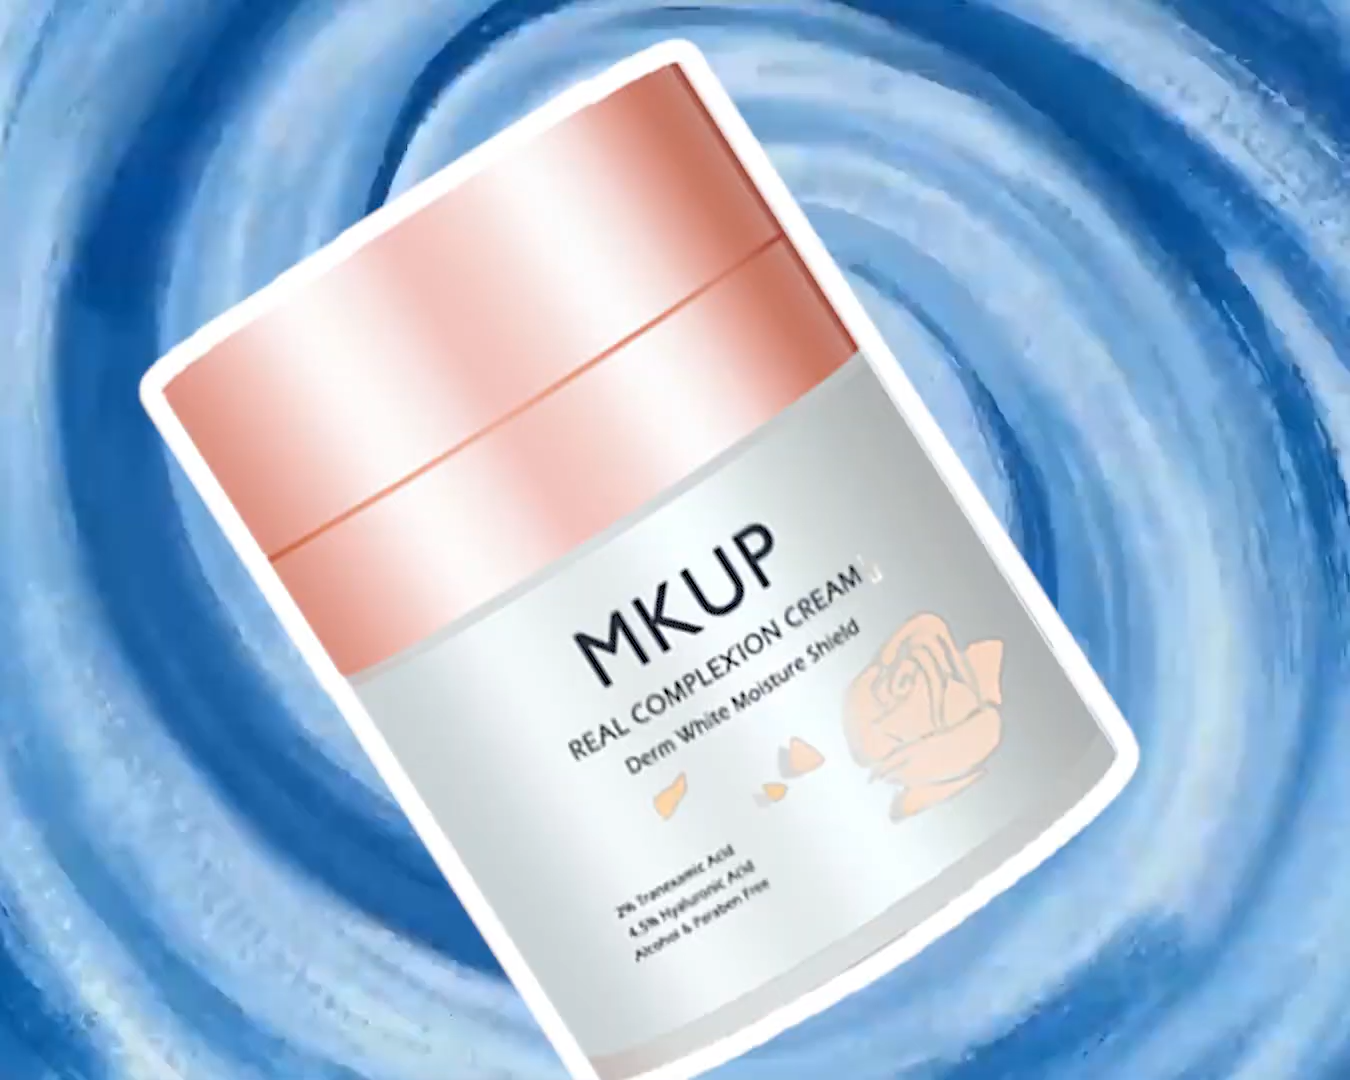 MKUP
REAL COMPLEXION CREAM
Derm White Moisture Shield
2% Tranexamic Acid
4.5% Hyaluronic Acid
Alcohol & Paraben Free